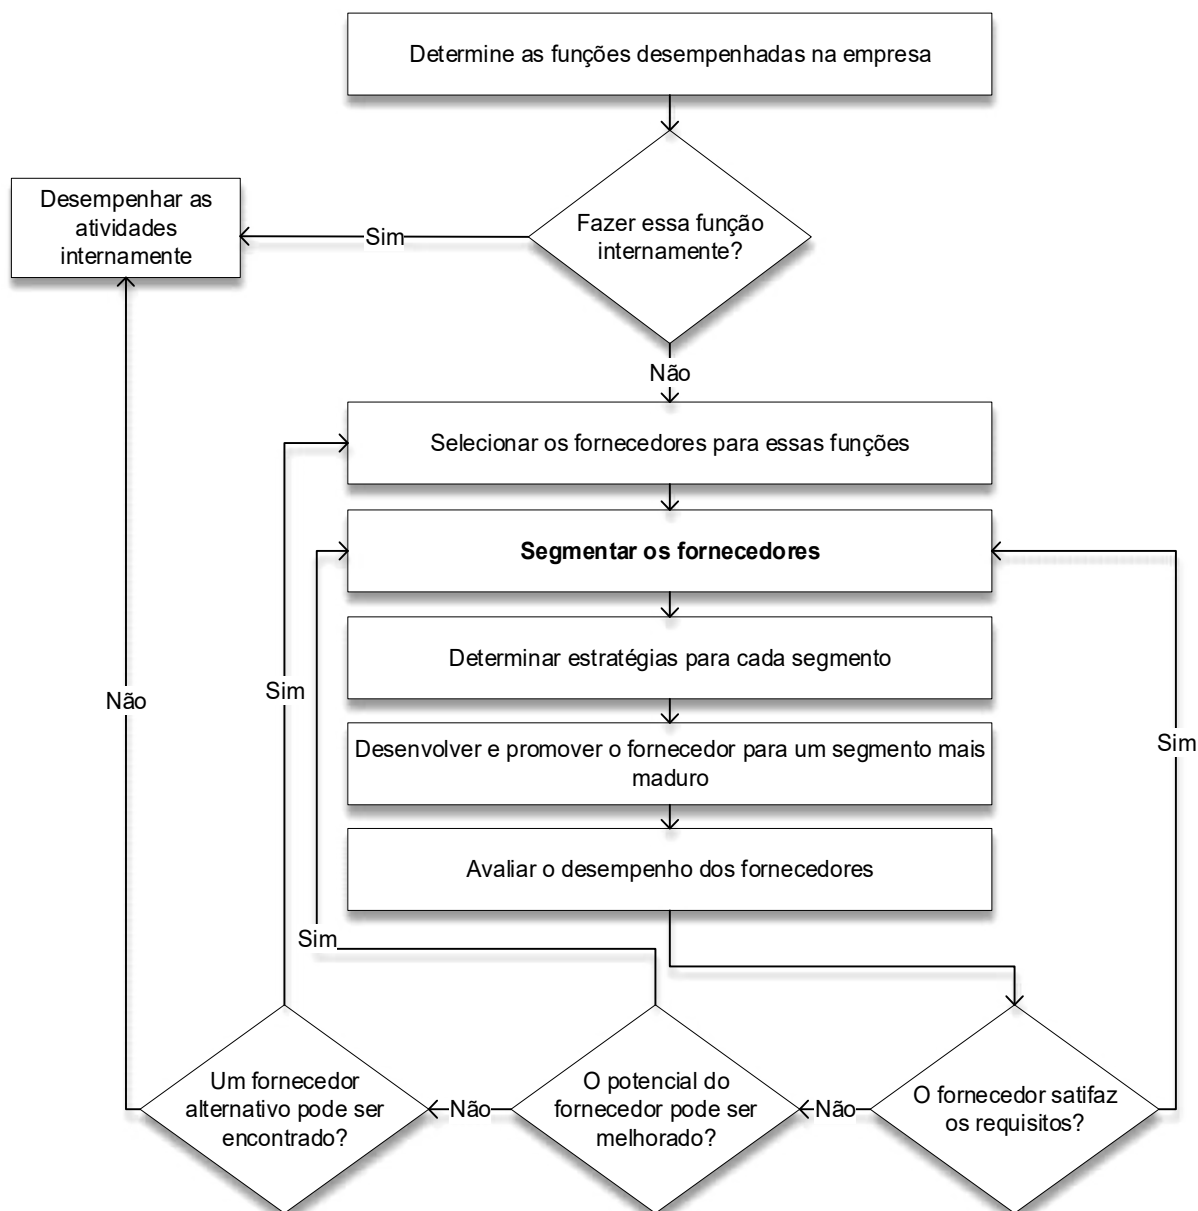 Determine as funções desempenhadas na empresa
Desempenhar as
atividades
internamente
Sim
Fazer essa função
internamente?
Não
Selecionar os fornecedores para essas funções
Segmentar os fornecedores
Determinar estratégias para cada segmento
Sim
Não
Desenvolver e promover o fornecedor para um segmento mais
maduro
Sim
Avaliar o desempenho dos fornecedores
Sim
Um fornecedor
alternativo pode ser
encontrado?
Não
O potencial do
fornecedor pode ser
melhorado?
Não
O fornecedor satifaz
os requisitos?